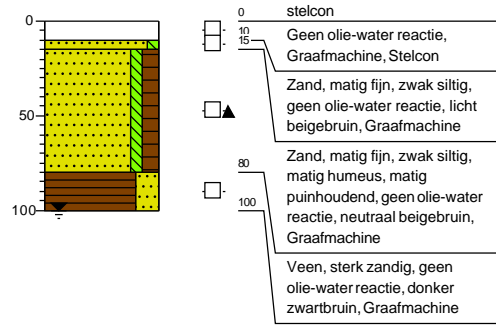 0
50
100
0
10
15
80
100
stelcon
Geen olie-water reactie,
Graafmachine, Stelcon
Zand, matig fijn, zwak siltig,
geen olie-water reactie, licht
beigebruin, Graafmachine
Zand, matig fijn, zwak siltig,
matig humeus, matig
puinhoudend, geen olie-water
reactie, neutraal beigebruin,
Graafmachine
Veen, sterk zandig, geen
olie-water reactie, donker
zwartbruin, Graafmachine